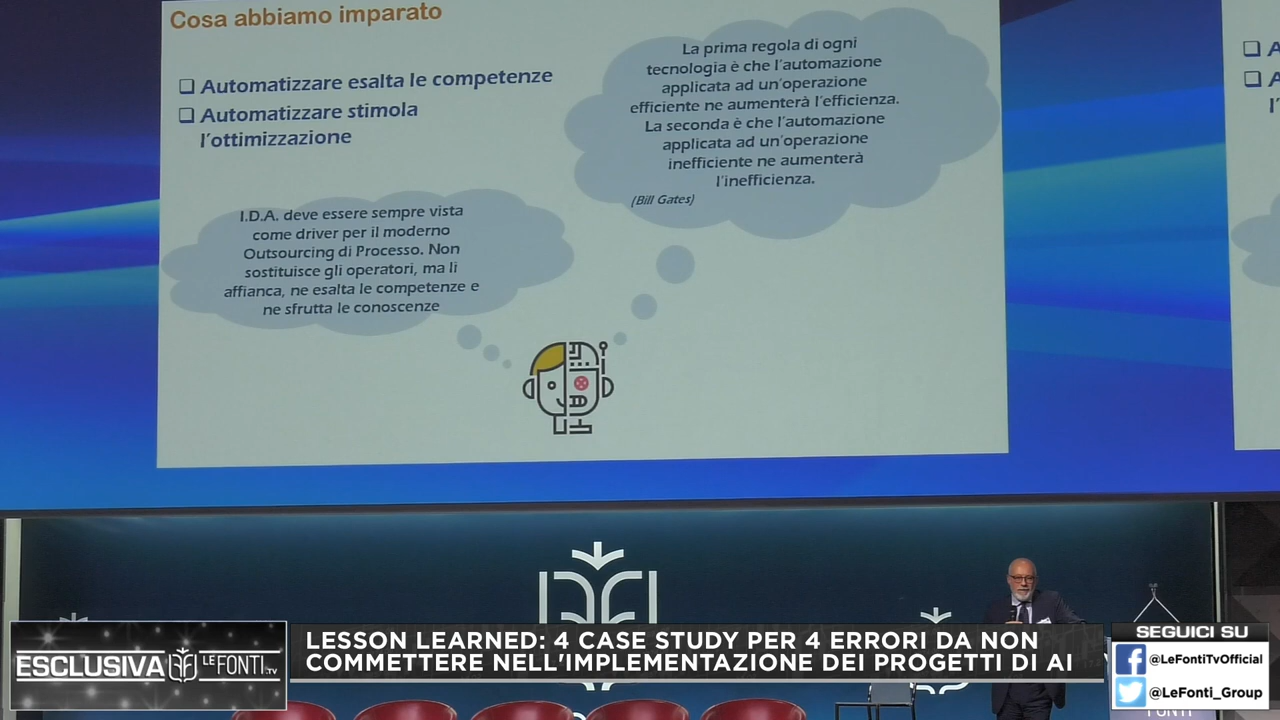 Cosa abbiamo imparato
❑ Automatizzare esalta le competenze
❑ Automatizzare stimola
l'ottimizzazione
La prima regola di ogni
tecnologia è che l'automazione
applicata ad un'operazione
efficiente ne aumenterà l'efficienza.
La seconda è che l'automazione
applicata ad un'operazione
inefficiente ne aumenterà
l'inefficienza.
(Bill Gates)
I.D.A. deve essere sempre vista
come driver per il moderno
Outsourcing di Processo. Non
sostituisce gli operatori, ma li
affianca, ne esalta le competenze e
ne sfrutta le conoscenze
❑ A
❑ A
l'
ESCLUSIVA LE FONTI.TV
LESSON LEARNED: 4 CASE STUDY PER 4 ERRORI DA NON
COMMETTERE NELL'IMPLEMENTAZIONE DEI PROGETTI DI AI
SEGUICI SU
@LeFontiTvOfficial
@LeFonti_Group
FONTI